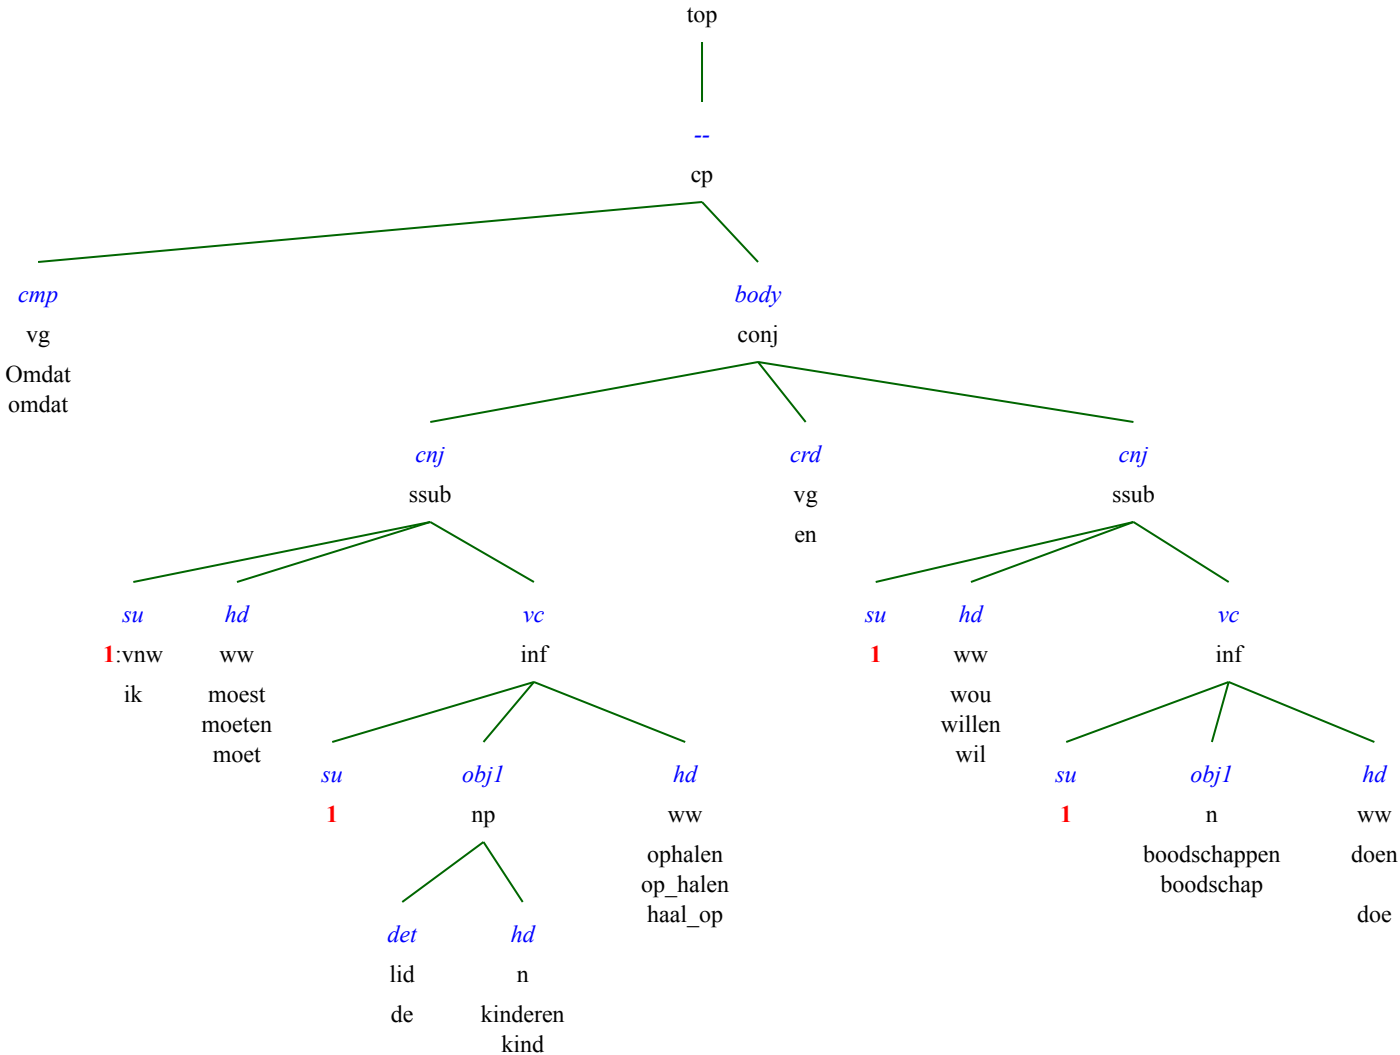 top
--
cp
cmp body
vg conj
Omdat
omdat
cnj crd cnj
ssub vg ssub
en
su hd vc su hd vc
1:vnw ww inf 1 ww inf
ik moest wou
moeten willen
moet wil
su obj1 hd su obj1 hd
1 np ww 1 n ww
ophalen boodschappen doen
op_halen boodschap
haal_op doe
det hd
lid n
de kinderen
kind